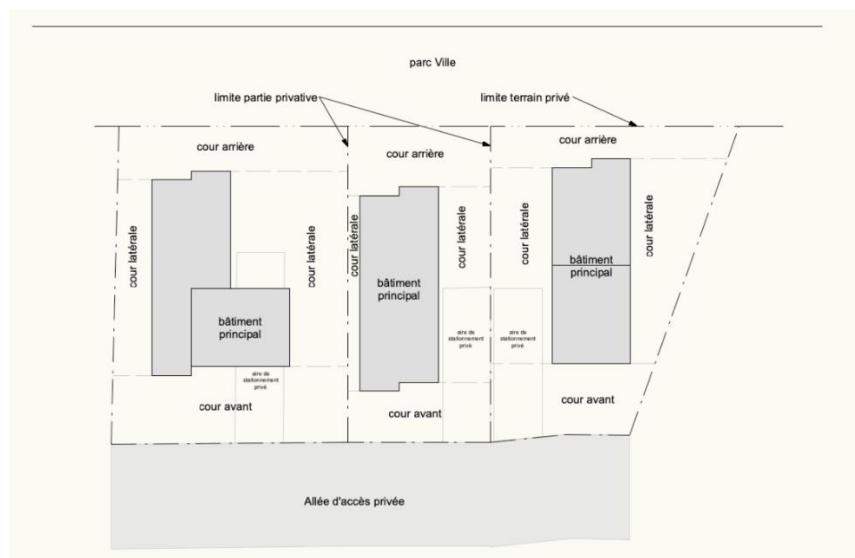 parc Ville
limite partie privative
limite terrain privé
cour arrière
cour arrière
cour arrière
cour latérale
cour latérale
cour latérale
cour latérale
cour latérale
cour latérale
bâtiment
principal
bâtiment
principal
bâtiment
principal
aire de
stationnement
privé
aire de
stationnement
privé
aire de
stationnement
privé
cour avant
cour avant
cour avant
Allée d'accès privée